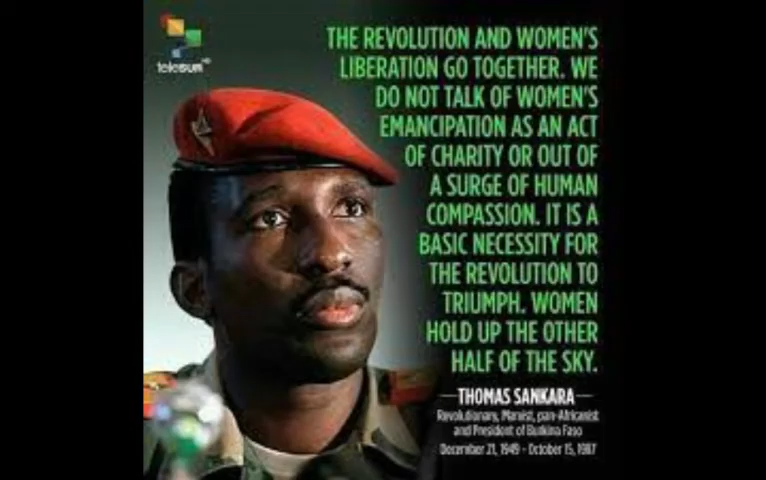 teleSUR HD
THE REVOLUTION AND WOMEN'S
LIBERATION GO TOGETHER. WE
DO NOT TALK OF WOMEN'S
EMANCIPATION AS AN ACT
OF CHARITY OR OUT OF
A SURGE OF HUMAN
COMPASSION. IT IS A
BASIC NECESSITY FOR
THE REVOLUTION TO
TRIUMPH. WOMEN
HOLD UP THE OTHER
HALF OF THE SKY.
THOMAS SANKARA
Revolutionary, Marxist, pan-Africanist
and President of Burkina Faso
December 21, 1949 - October 15, 1987